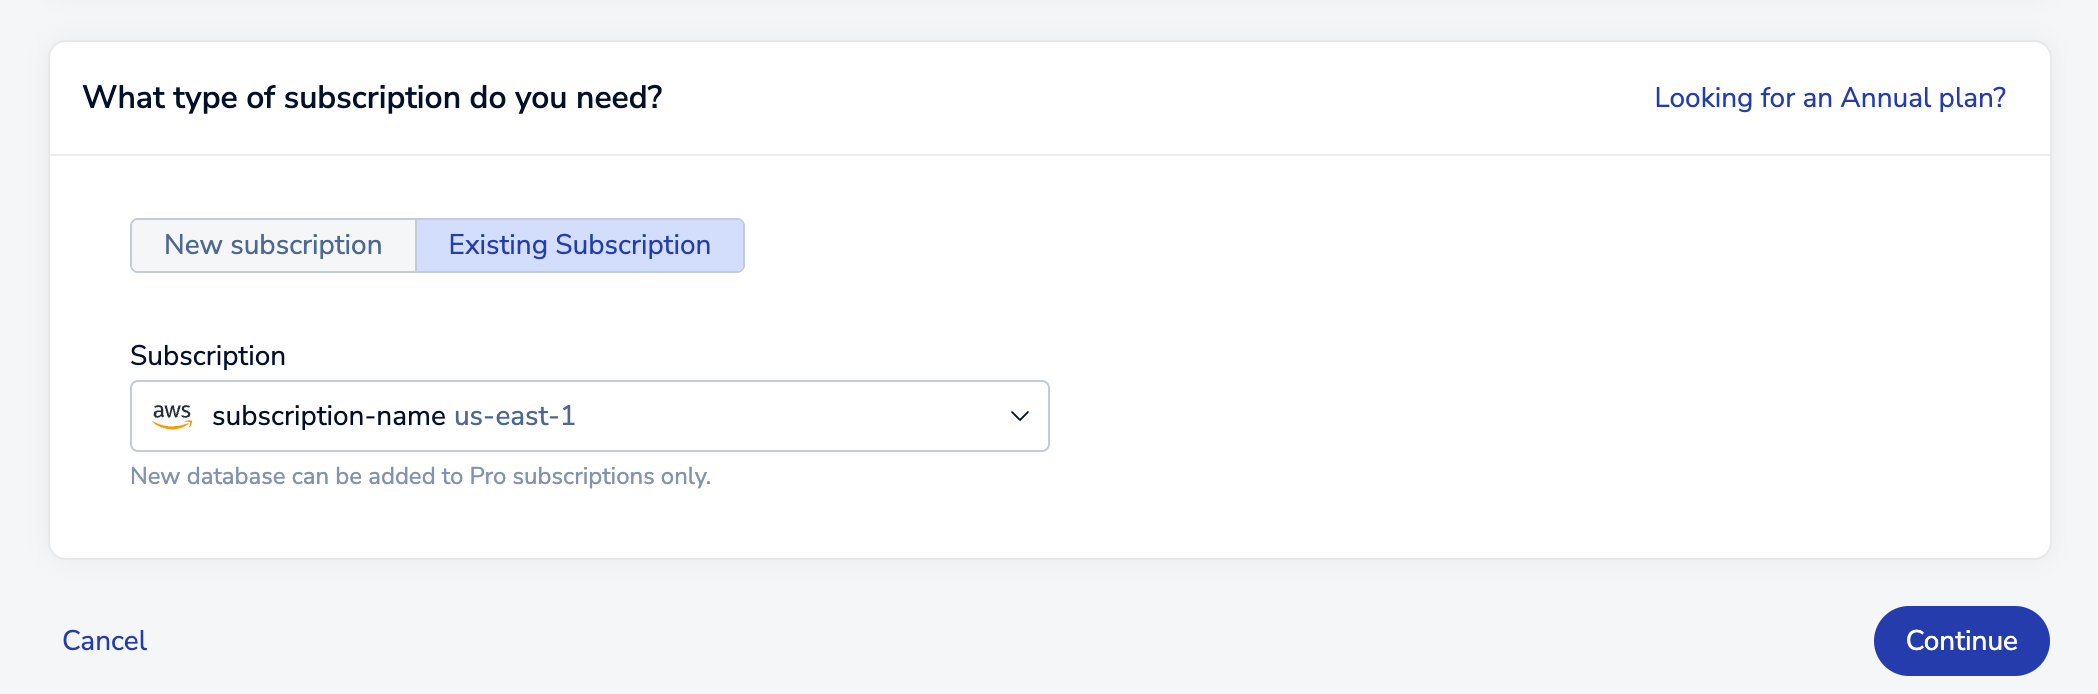 What type of subscription do you need?
Looking for an Annual plan?
New subscription
Existing Subscription
Subscription
aws subscription-name us-east-1
New database can be added to Pro subscriptions only.
Cancel
Continue